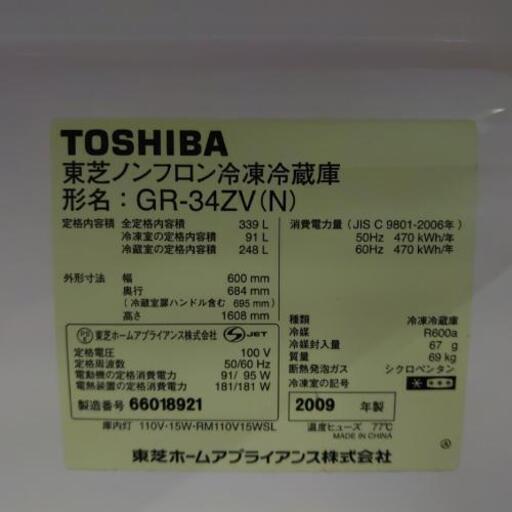 TOSHIBA
東芝ノンフロン冷凍冷蔵庫
形名：GR-34ZV(N)
定格内容積 全定格内容積 339 L
冷凍室の定格内容積 91 L
冷蔵室の定格内容積 248 L
外形寸法 幅 600 mm
奥行 684 mm
(冷蔵室扉ハンドル含む 695 mm)
高さ 1608 mm
PSE 東芝ホームアプライアンス株式会社 S JET
定格電圧 100 V
定格周波数 50/60 Hz
電動機の定格消費電力 91/ 95 W
電熱装置の定格消費電力 181/181 W
製造番号 66018921
庫内灯 110V·15W·RM110V15WSL
消費電力量 (JIS C 9801-2006年)
50Hz 470 kWh/年
60Hz 470 kWh/年
種類 冷凍冷蔵庫
冷媒 R600a
冷媒封入量 67 g
質量 69 kg
断熱発泡ガス シクロペンタン
冷凍室の記号 ＊＊＊＊
2009 年製
温度ヒューズ 77℃
MADE IN CHINA
Ⓐ
東芝ホームアプライアンス株式会社